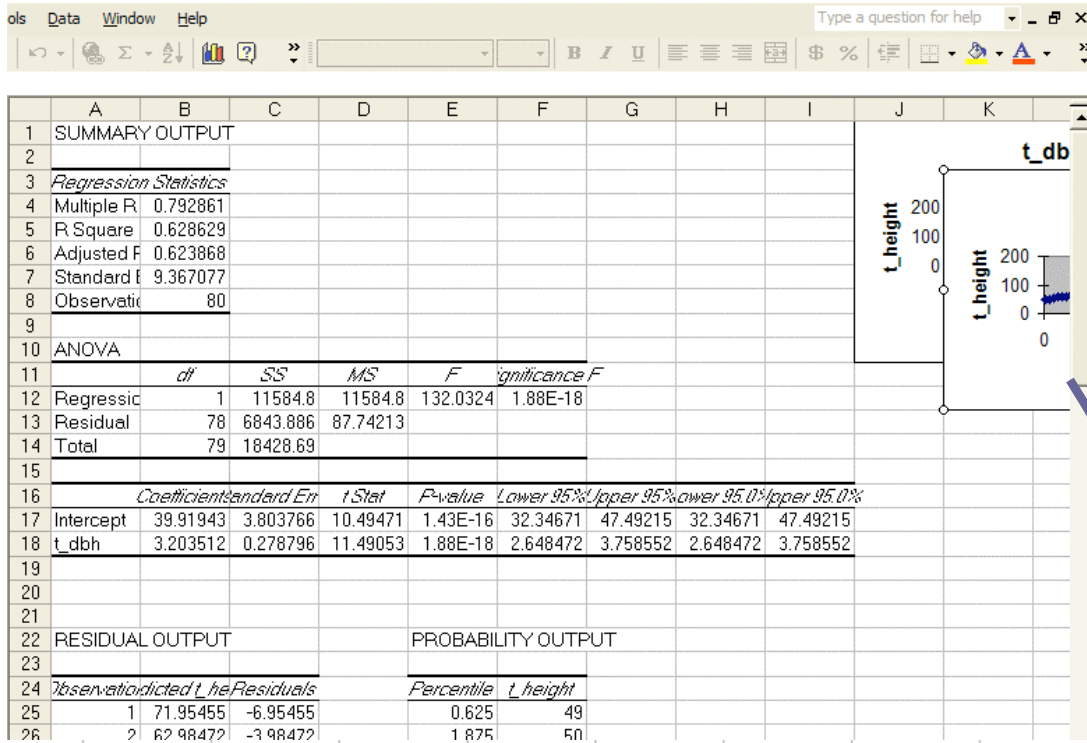 ols Data Window Help Type a question for help
Σ B I U $ % A
A B C D E F G H I J K
1 SUMMARY OUTPUT
2
3 Regression Statistics
4 Multiple R 0.792861
5 R Square 0.628629
6 Adjusted F 0.623868
7 Standard E 9.367077
8 Observatio 80
9
10 ANOVA
11 df SS MS F ignificance F
12 Regressio 1 11584.8 11584.8 132.0324 1.88E-18
13 Residual 78 6843.886 87.74213
14 Total 79 18428.69
15
16 Coefficients andard Err t Stat P-value Lower 95% Upper 95% ower 95.0% pper 95.0%
17 Intercept 39.91943 3.803766 10.49471 1.43E-16 32.34671 47.49215 32.34671 47.49215
18 t_dbh 3.203512 0.278796 11.49053 1.88E-18 2.648472 3.758552 2.648472 3.758552
19
20
21
22 RESIDUAL OUTPUT PROBABILITY OUTPUT
23
24 bservatio dicted t_he Residuals Percentile t_height
25 1 71.95455 -6.95455 0.625 49
26 2 62.98472 -3.98472 1.875 50
t_db
t_height
200
100
0
t_height
200
100
0
0